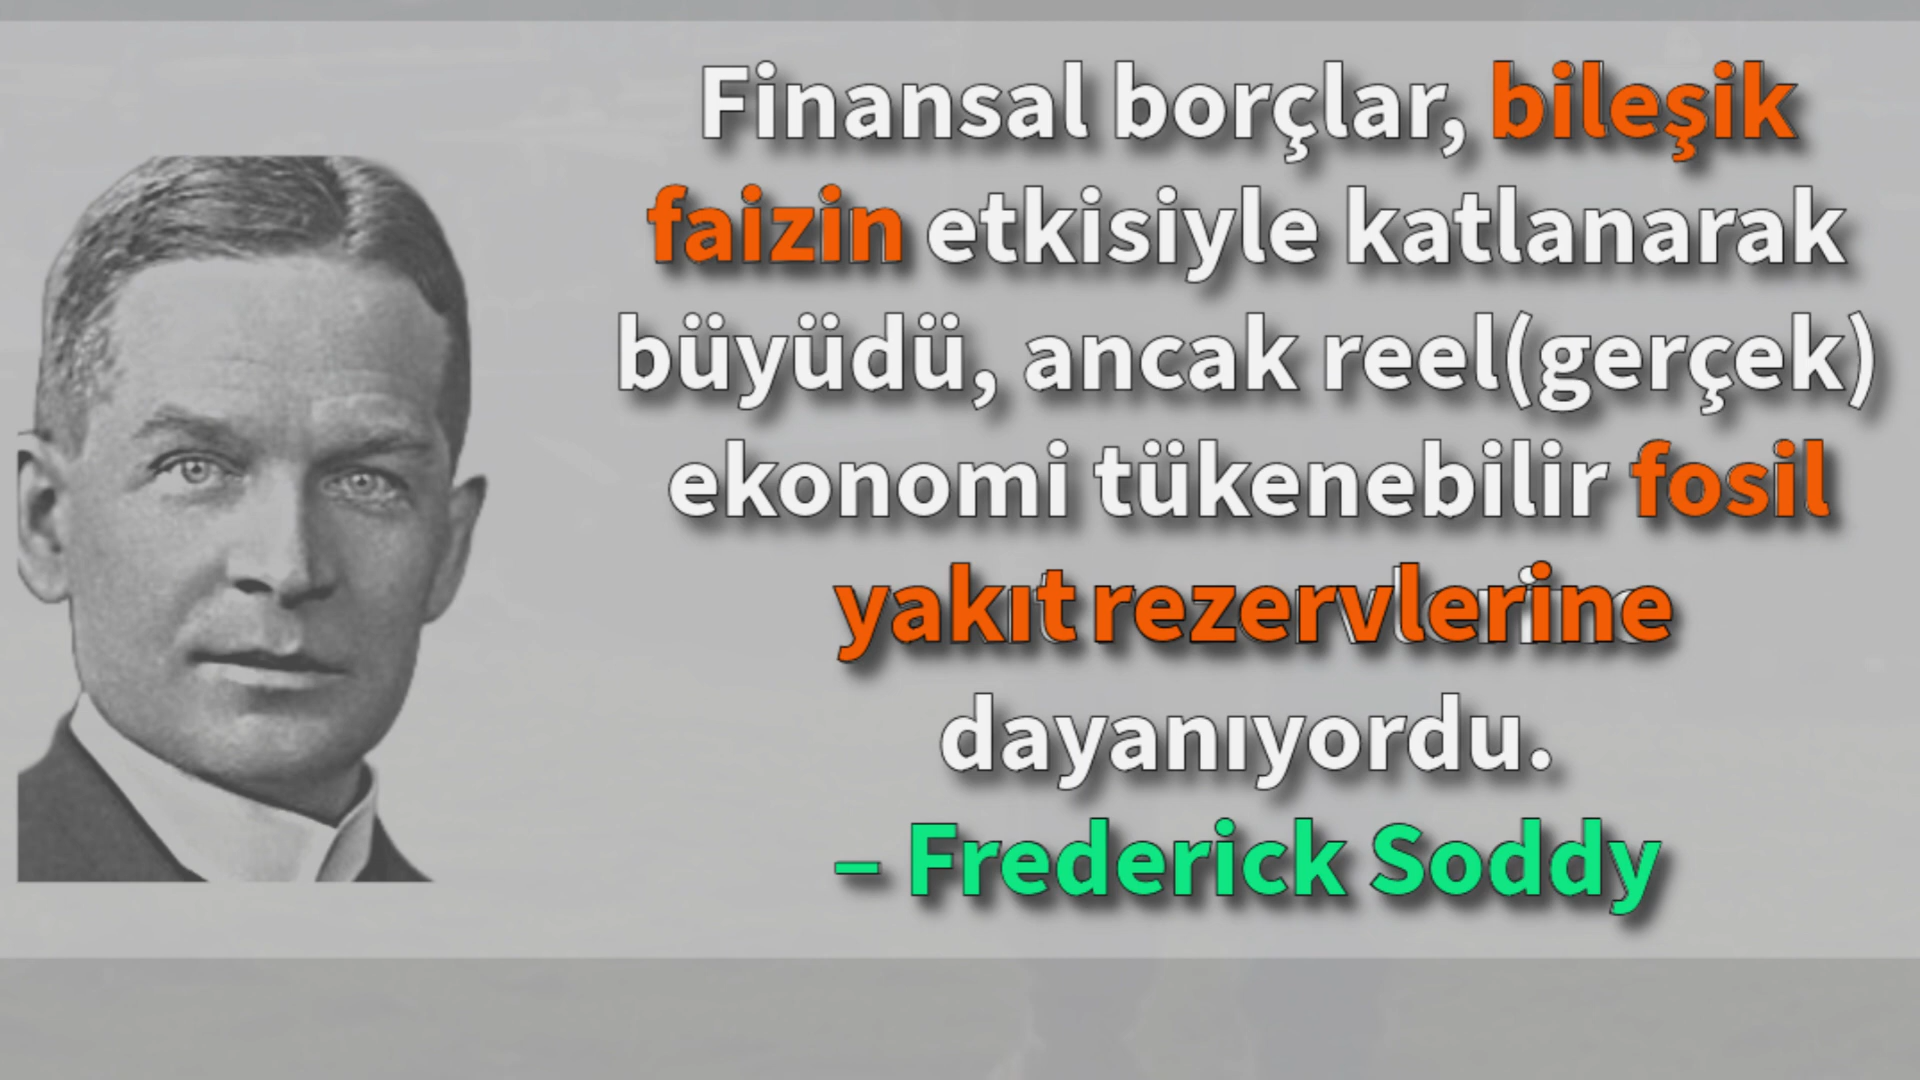 Finansal borçlar, bileşik
faizin etkisiyle katlanarak
büyüdü, ancak reel(gerçek)
ekonomi tükenebilir fosil
yakıt rezervlerine
dayanıyordu.
– Frederick Soddy